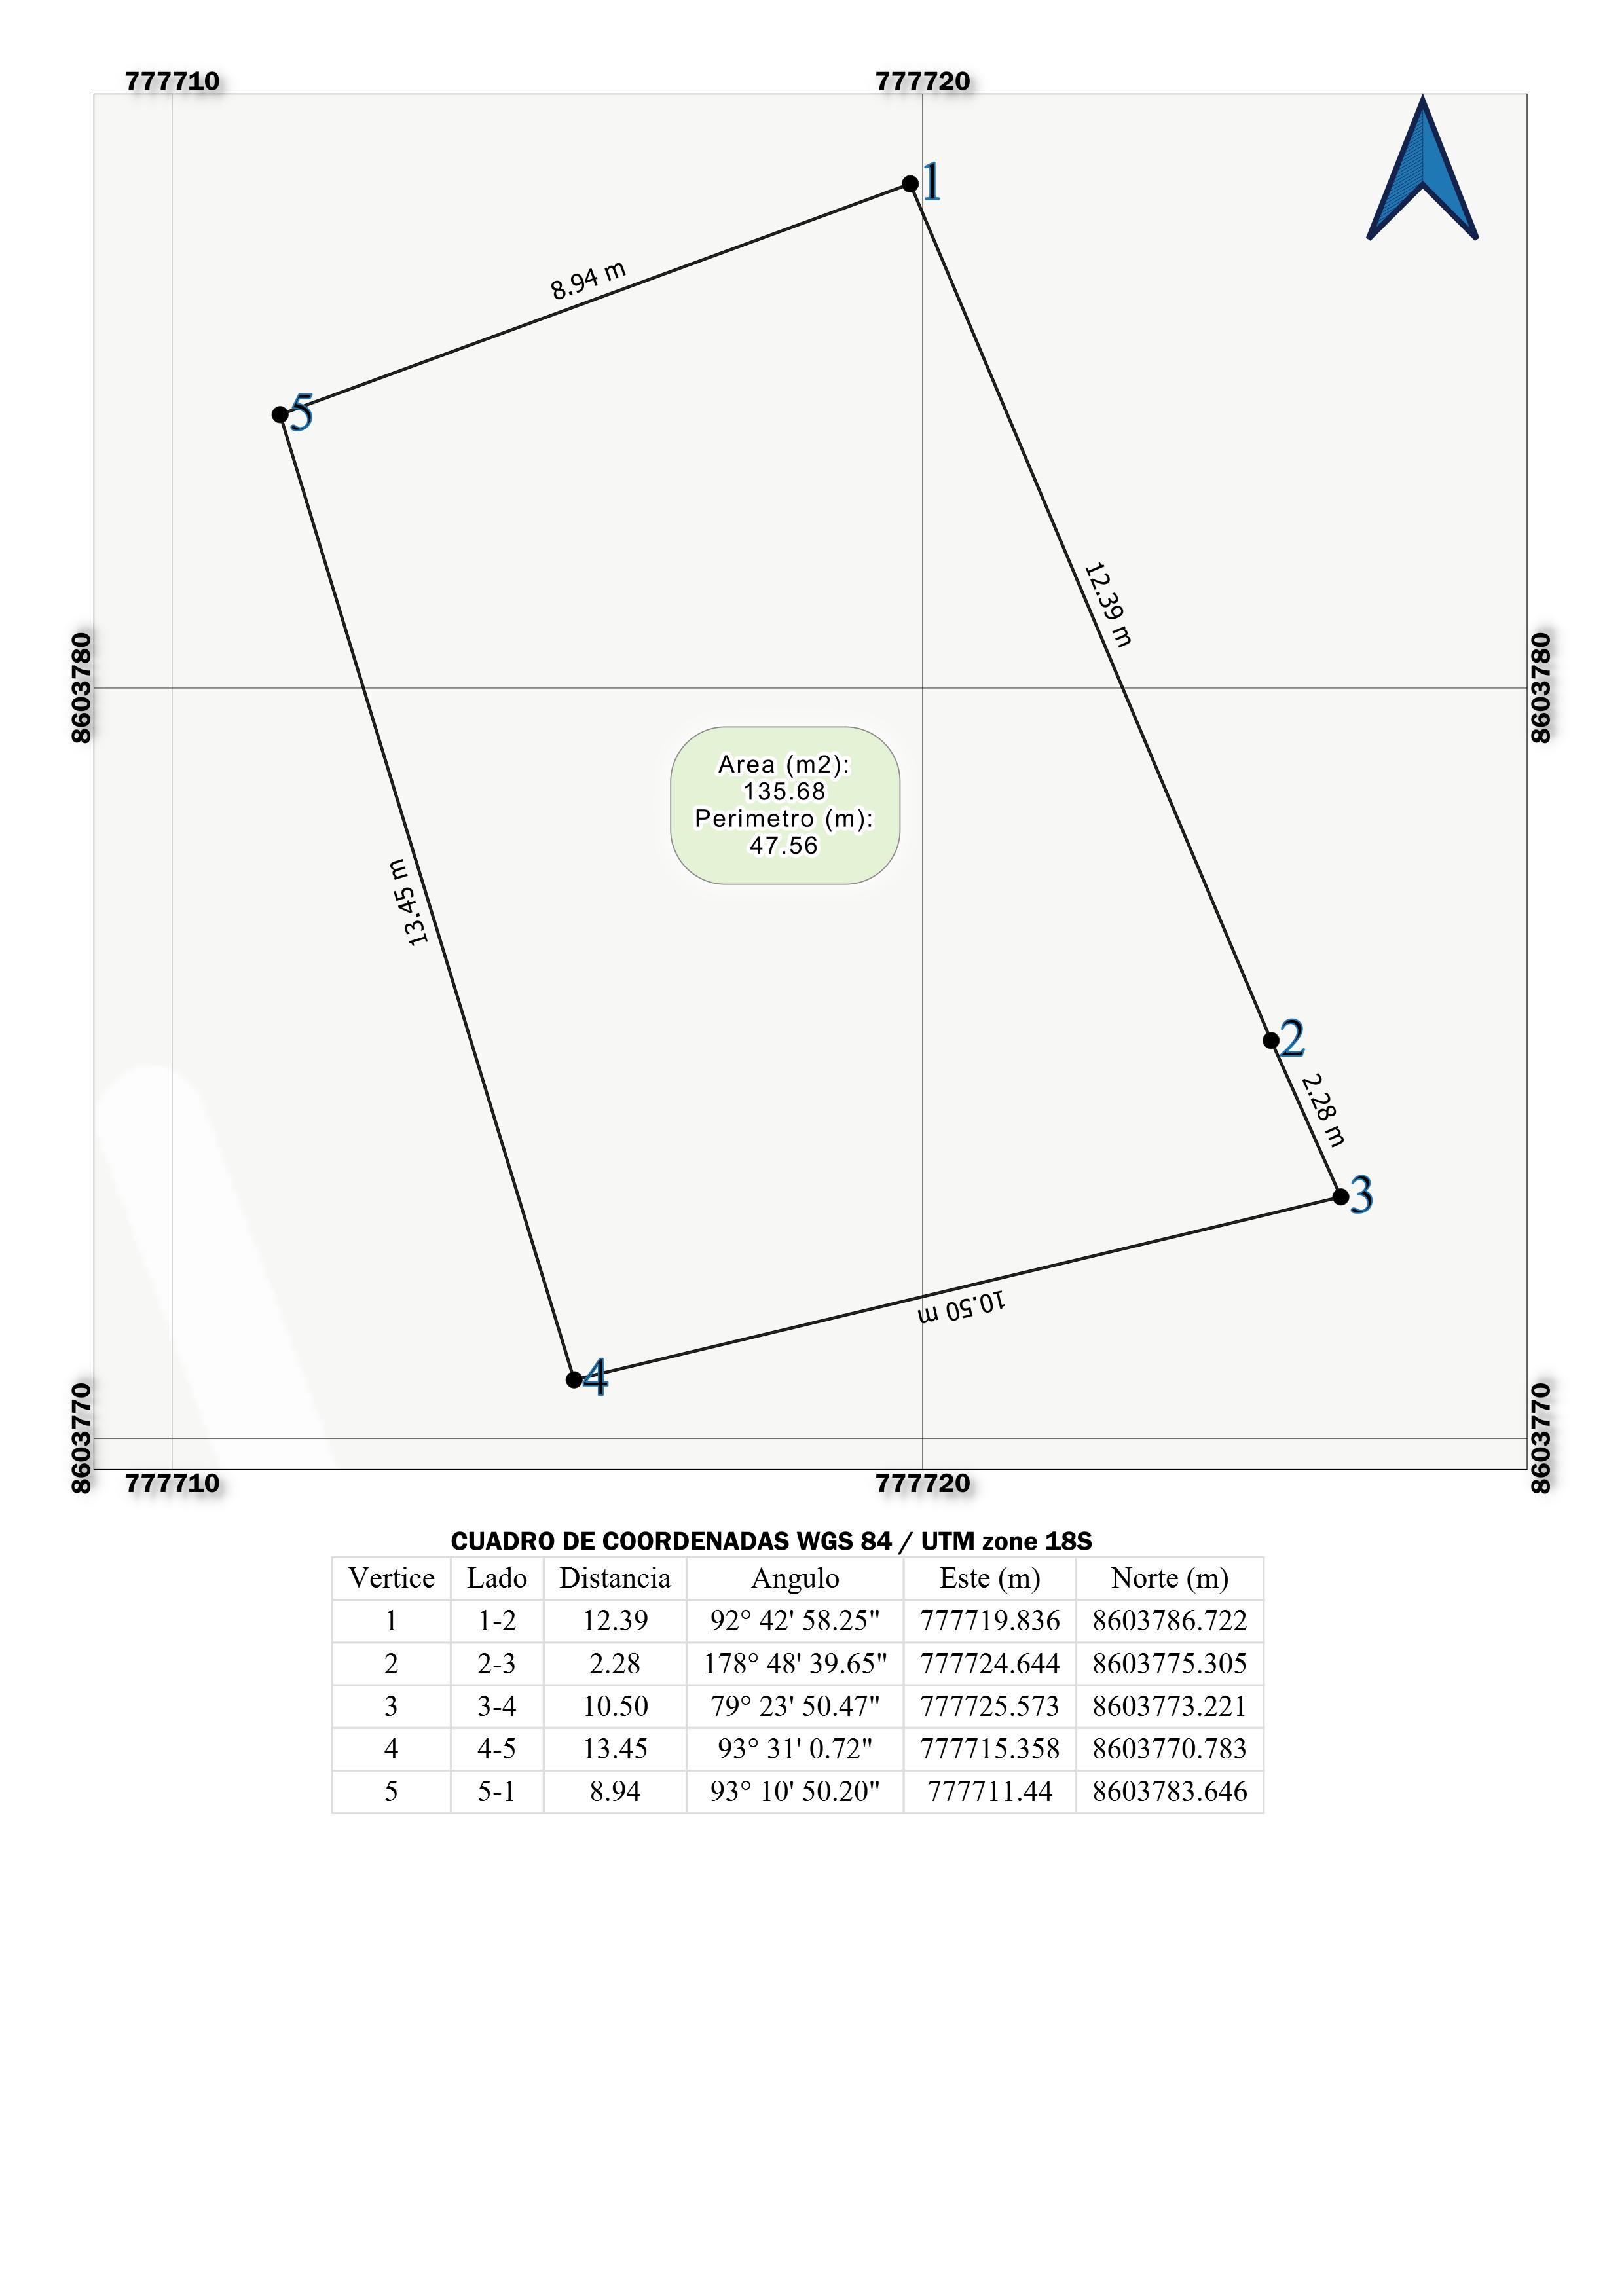 777710
777720
1
8.94 m
5
12.39 m
8603780
8603780
Area (m2):
135.68
Perimetro (m):
47.56
13.45 m
2
2.28 m
3
10.50 m
4
8603770
8603770
777710
777720
CUADRO DE COORDENADAS WGS 84 / UTM zone 18S
Vertice Lado Distancia Angulo Este (m) Norte (m)
1 1-2 12.39 92° 42' 58.25" 777719.836 8603786.722
2 2-3 2.28 178° 48' 39.65" 777724.644 8603775.305
3 3-4 10.50 79° 23' 50.47" 777725.573 8603773.221
4 4-5 13.45 93° 31' 0.72" 777715.358 8603770.783
5 5-1 8.94 93° 10' 50.20" 777711.44 8603783.646